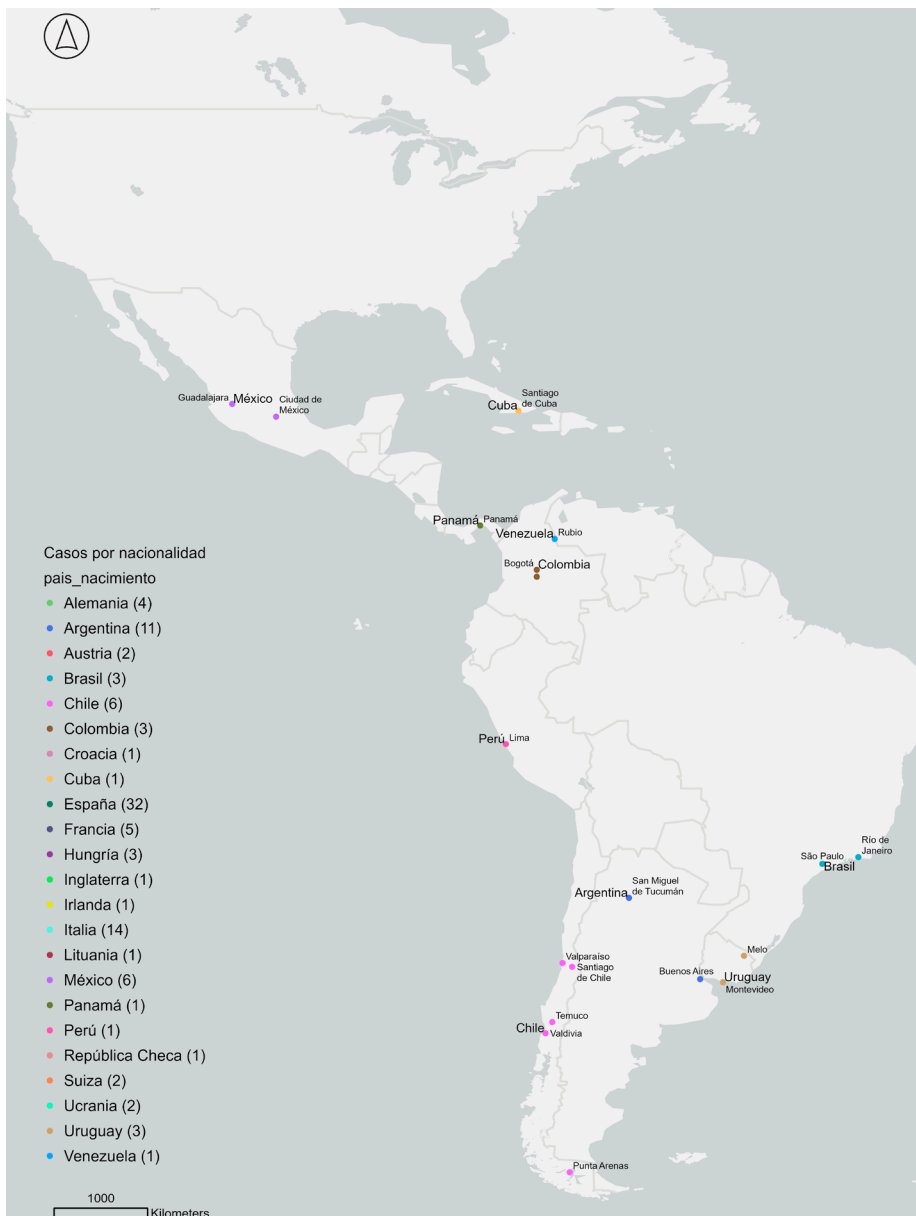 Guadalajara
México
Ciudad de
México
Santiago
de Cuba
Cuba
Panamá
Panamá
Venezuela
Rubio
Bogotá
Colombia
Perú
Lima
Río de
Janeiro
São Paulo
Brasil
San Miguel
de Tucumán
Argentina
Melo
Valparaíso
Santiago
de Chile
Buenos Aires
Uruguay
Montevideo
Temuco
Chile
Valdivia
Punta Arenas
Casos por nacionalidad
pais_nacimiento
Alemania (4)
Argentina (11)
Austria (2)
Brasil (3)
Chile (6)
Colombia (3)
Croacia (1)
Cuba (1)
España (32)
Francia (5)
Hungría (3)
Inglaterra (1)
Irlanda (1)
Italia (14)
Lituania (1)
México (6)
Panamá (1)
Perú (1)
República Checa (1)
Suiza (2)
Ucrania (2)
Uruguay (3)
Venezuela (1)
1000
Kilometers